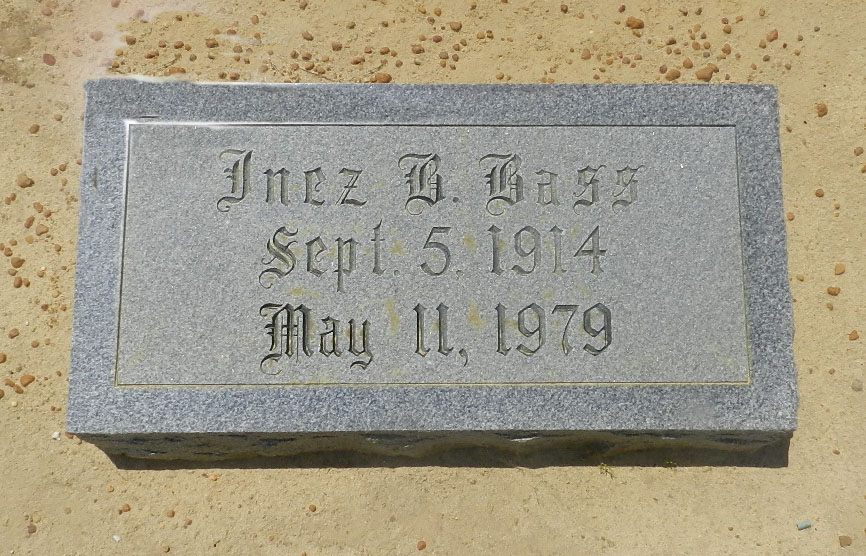 Inez B. Bass
Sept. 5. 1914
May 11, 1979